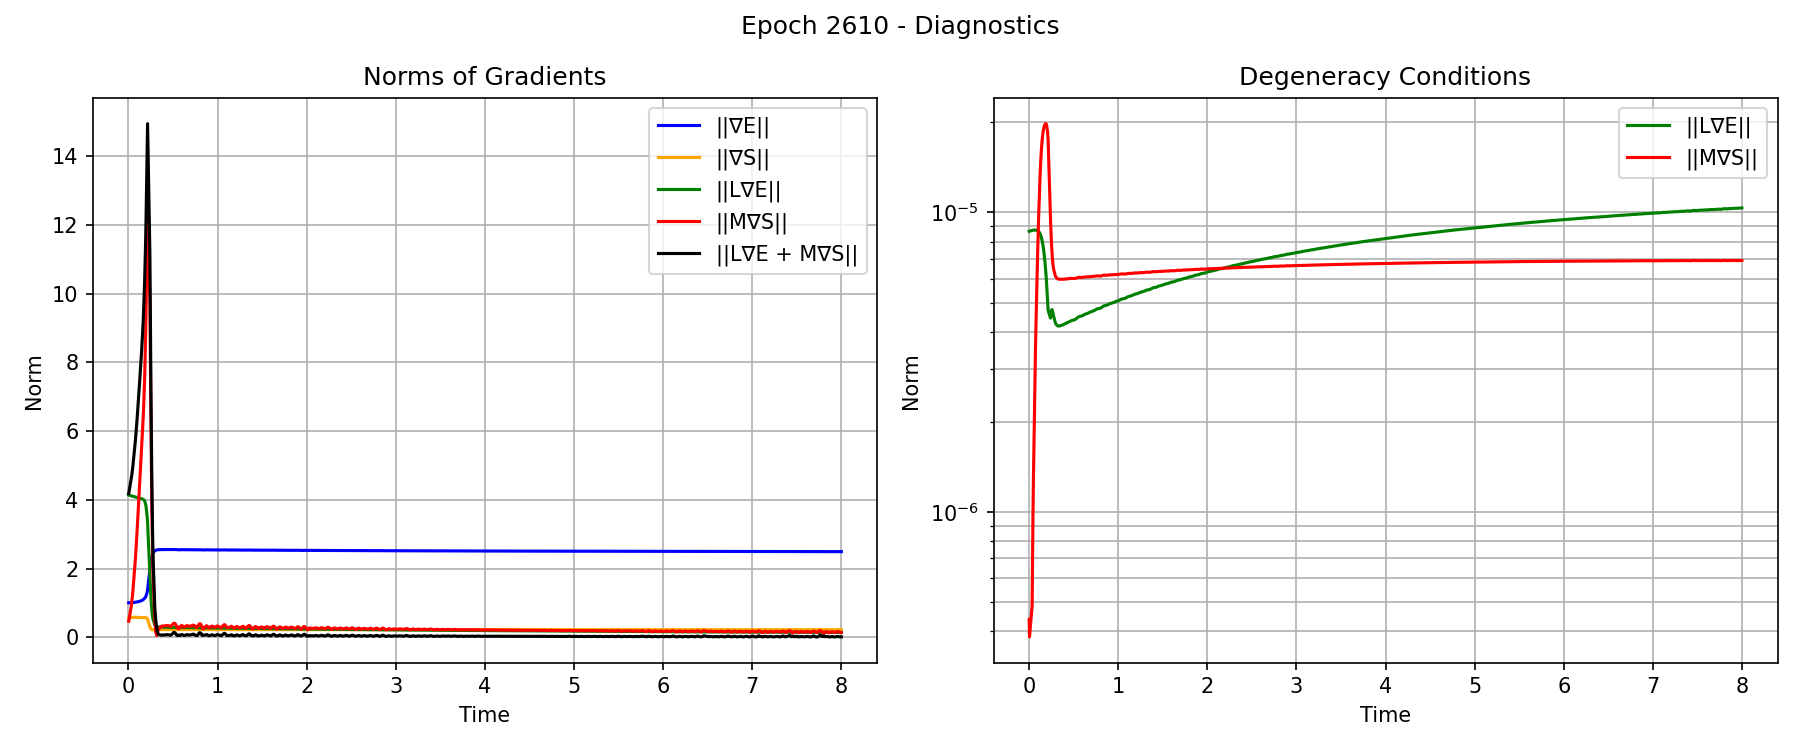 Epoch 2610 - Diagnostics
Norms of Gradients
Norm
14
12
10
8
6
4
2
0
0 1 2 3 4 5 6 7 8
Time
||∇E||
||∇S||
||L∇E||
||M∇S||
||L∇E + M∇S||
Degeneracy Conditions
Norm
10⁻⁵
10⁻⁶
0 1 2 3 4 5 6 7 8
Time
||L∇E||
||M∇S||